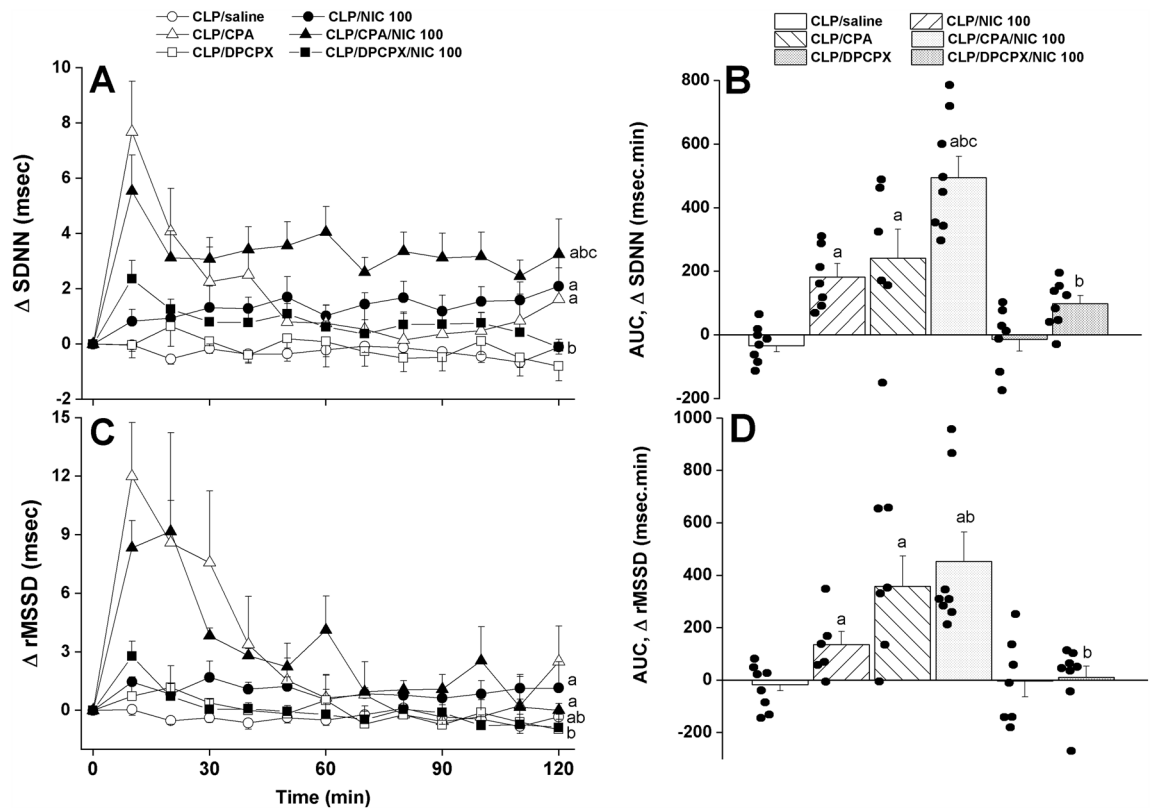 CLP/saline CLP/NIC 100
CLP/CPA CLP/CPA/NIC 100
CLP/DPCPX CLP/DPCPX/NIC 100
A
Δ SDNN (msec)
10
8
6
4
2
0
-2
abc
a
a
b
CLP/saline CLP/NIC 100
CLP/CPA CLP/CPA/NIC 100
CLP/DPCPX CLP/DPCPX/NIC 100
B
AUC, Δ SDNN (msec.min)
800
600
400
200
0
-200
a
a
abc
b
C
Δ rMSSD (msec)
15
12
9
6
3
0
a
a
ab
b
0 30 60 90 120
Time (min)
D
AUC, Δ rMSSD (msec.min)
1000
800
600
400
200
0
-200
a
a
ab
b